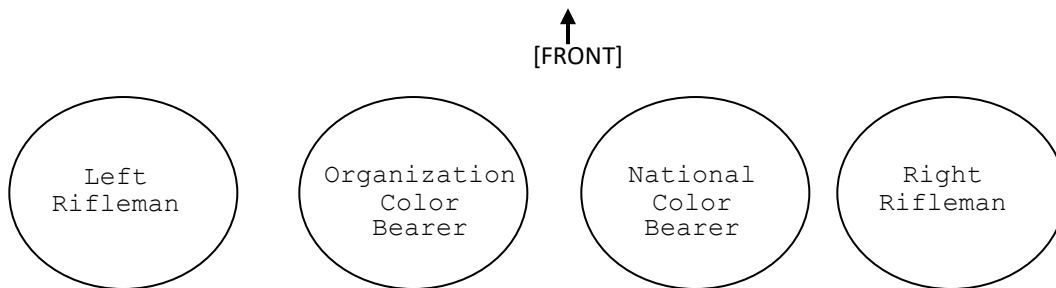 [FRONT]
Left
Rifleman
Organization
Color
Bearer
National
Color
Bearer
Right
Rifleman